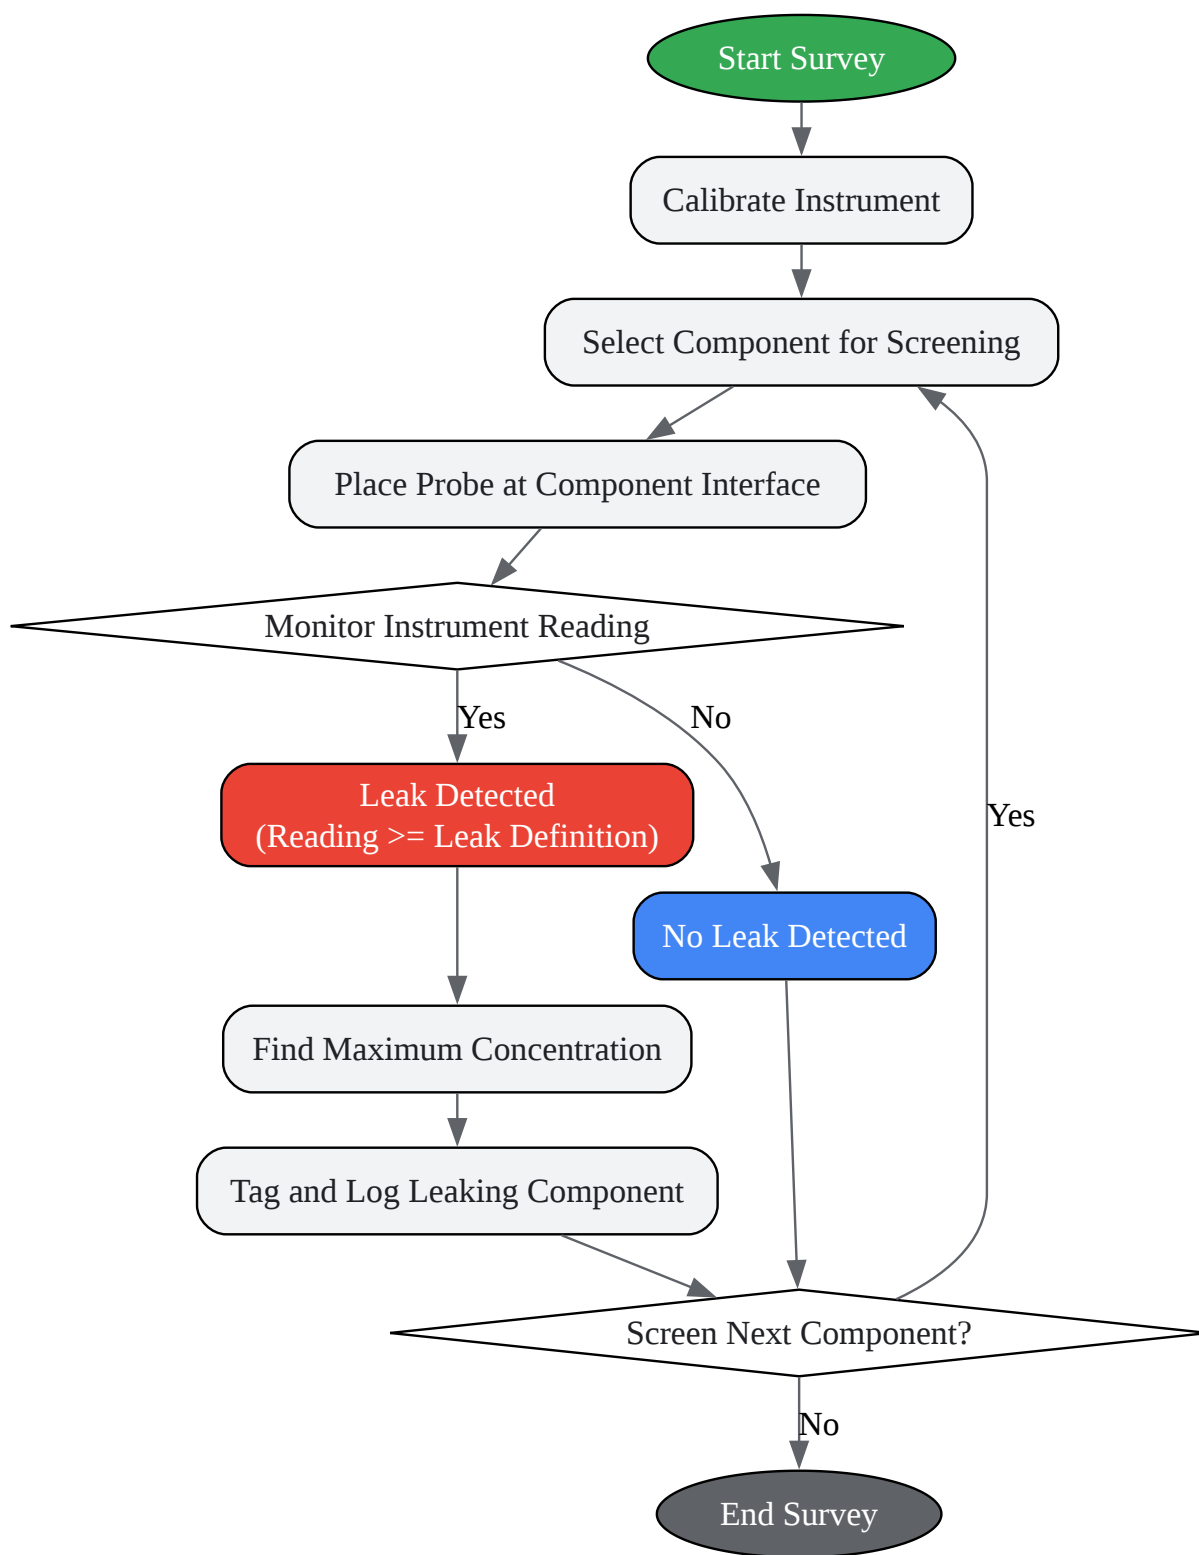 Start Survey
Calibrate Instrument
Select Component for Screening
Place Probe at Component Interface
Monitor Instrument Reading
Yes
No
Leak Detected
(Reading >= Leak Definition)
Yes
No Leak Detected
Find Maximum Concentration
Tag and Log Leaking Component
Screen Next Component?
No
End Survey